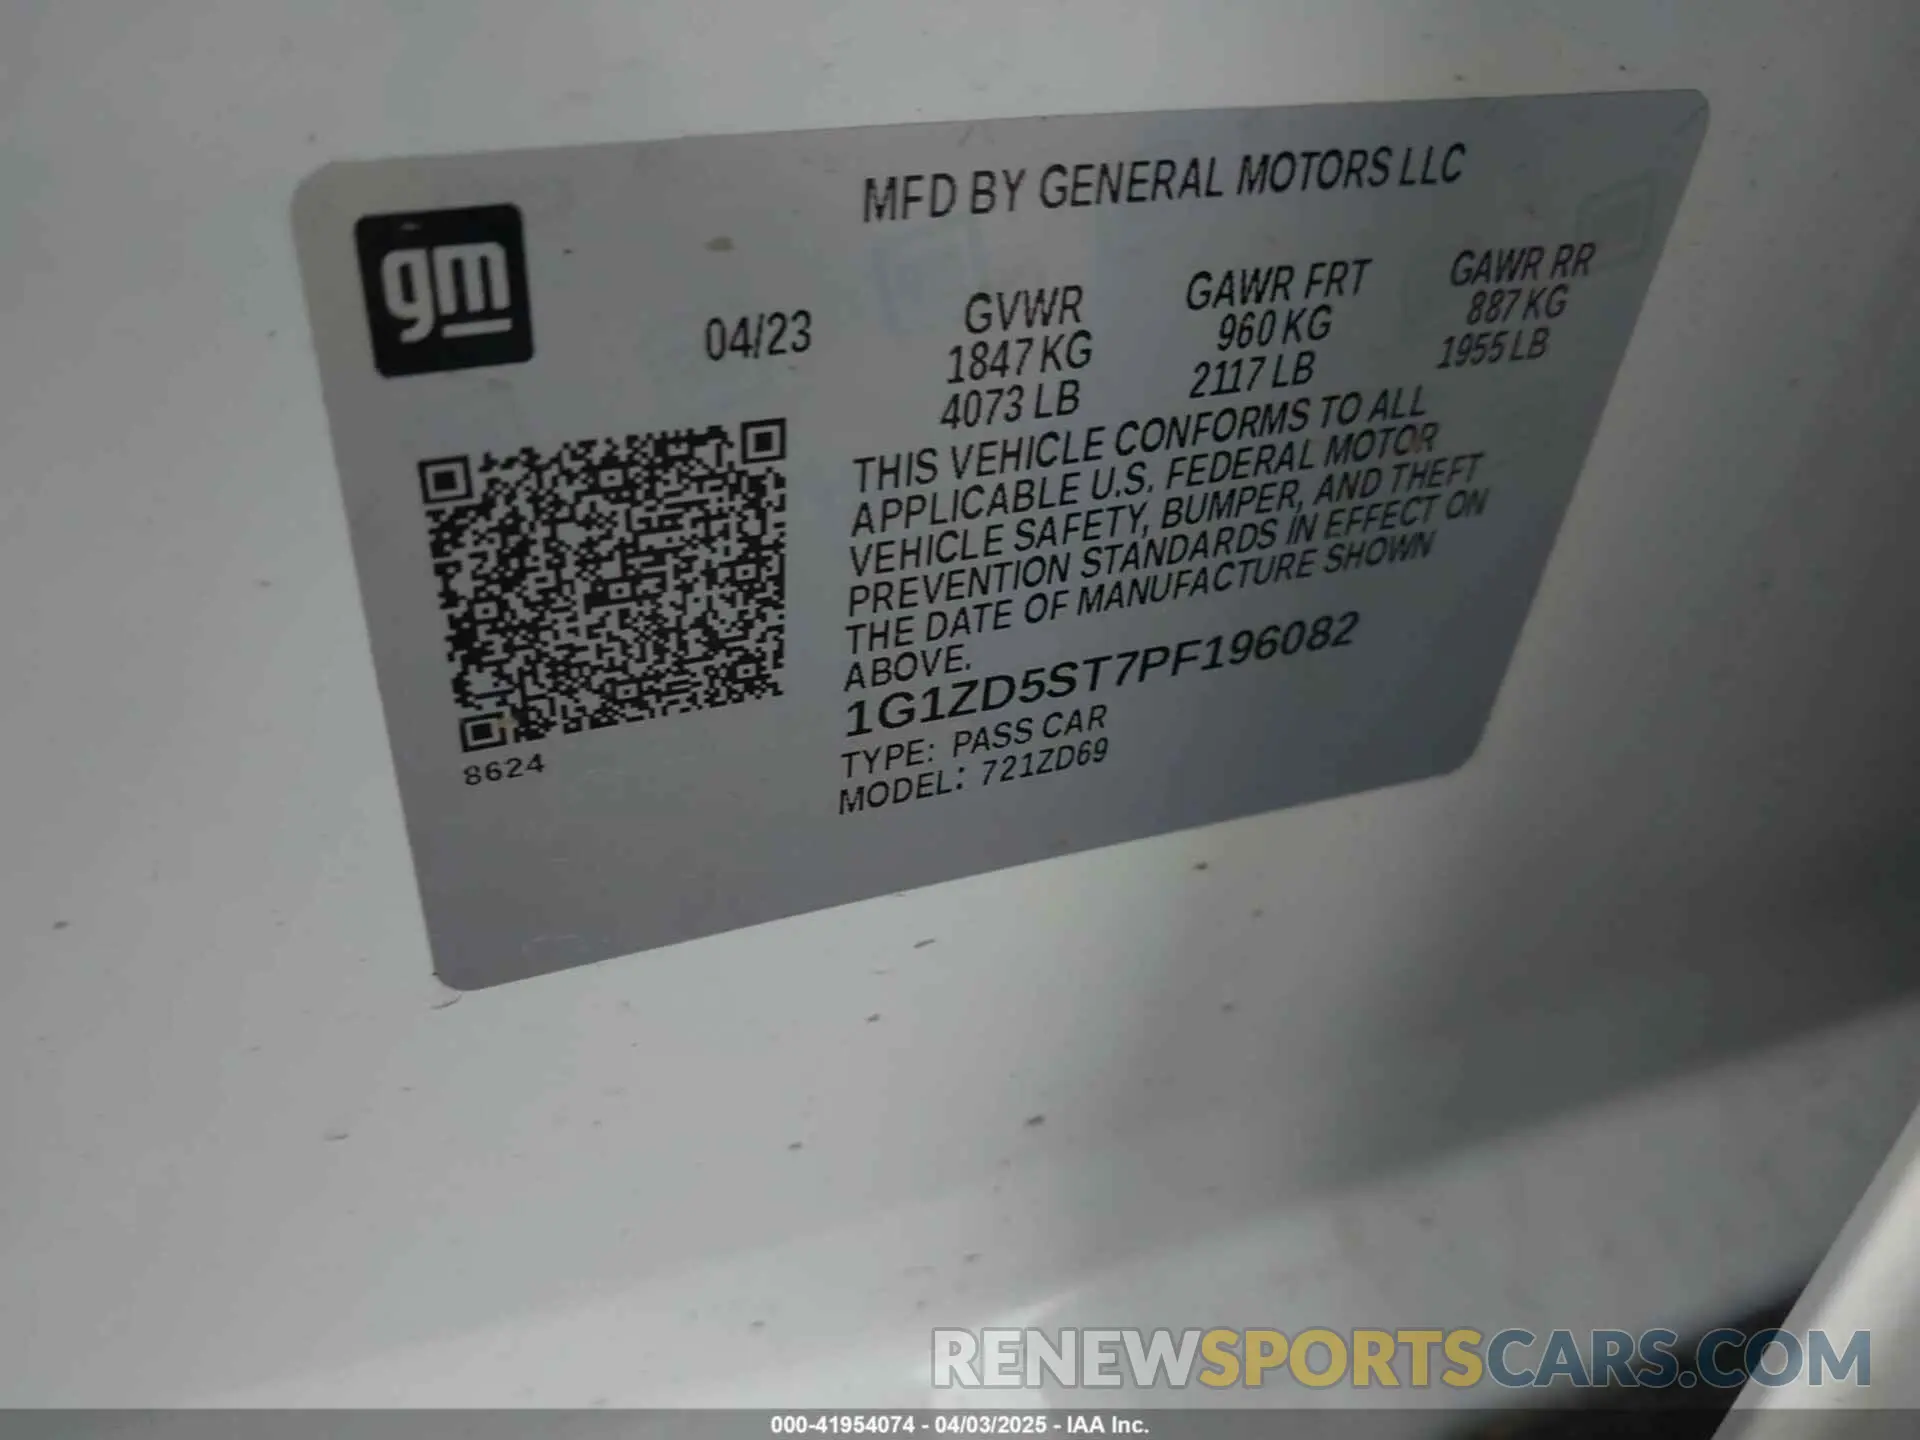 MFD BY GENERAL MOTORS LLC
gm
04/23
GVWR
1847 KG
4073 LB
GAWR FRT
960 KG
2117 LB
GAWR RR
887 KG
1955 LB
THIS VEHICLE CONFORMS TO ALL
APPLICABLE U.S. FEDERAL MOTOR
VEHICLE SAFETY, BUMPER, AND THEFT
PREVENTION STANDARDS IN EFFECT ON
THE DATE OF MANUFACTURE SHOWN
ABOVE.
1G1ZD5ST7PF196082
TYPE: PASS CAR
MODEL: 721ZD69
8624
RENEWSPORTSCARS.COM
000-41954074 - 04/03/2025 - IAA Inc.